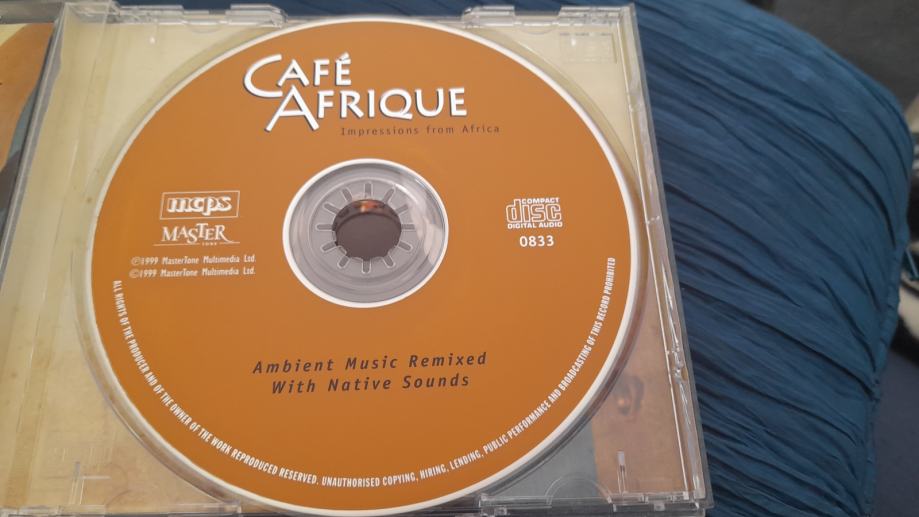 CAFÉ
AFRIQUE
Impressions from Africa
mcps
MASTER
TONE
COMPACT
disc
DIGITAL AUDIO
0833
℗1999 MasterTone Multimedia Ltd.
©1999 MasterTone Multimedia Ltd.
Ambient Music Remixed
With Native Sounds
ALL RIGHTS OF THE PRODUCER AND OF THE OWNER OF THE WORK REPRODUCED RESERVED. UNAUTHORISED COPYING, HIRING, LENDING, PUBLIC PERFORMANCE AND BROADCASTING OF THIS RECORD PROHIBITED